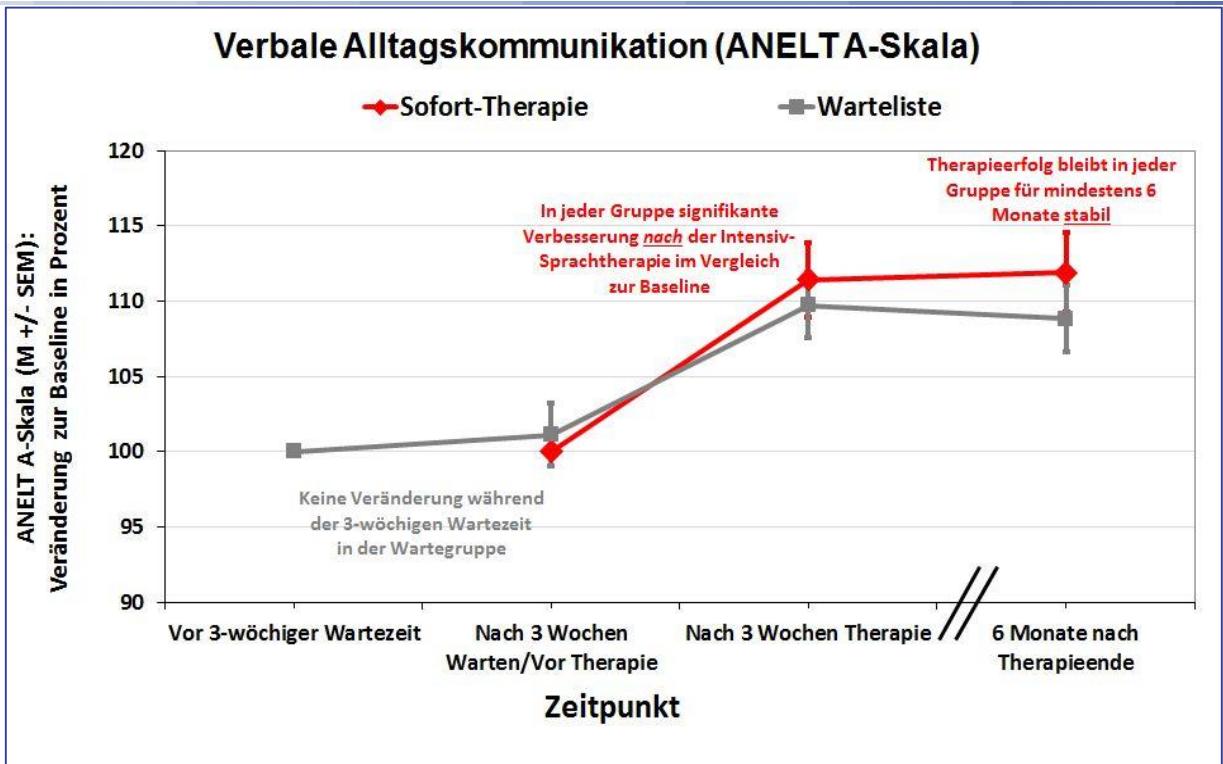 Verbale Alltagskommunikation (ANELT A-Skala)
Sofort-Therapie
Warteliste
ANELT A-Skala (M +/- SEM):
Veränderung zur Baseline in Prozent
120
115
110
105
100
95
90
In jeder Gruppe signifikante
Verbesserung nach der Intensiv-
Sprachtherapie im Vergleich
zur Baseline
Therapieerfolg bleibt in jeder
Gruppe für mindestens 6
Monate stabil
Keine Veränderung während
der 3-wöchigen Wartezeit
in der Wartegruppe
Vor 3-wöchiger Wartezeit
Nach 3 Wochen
Warten/Vor Therapie
Nach 3 Wochen Therapie
6 Monate nach
Therapieende
Zeitpunkt